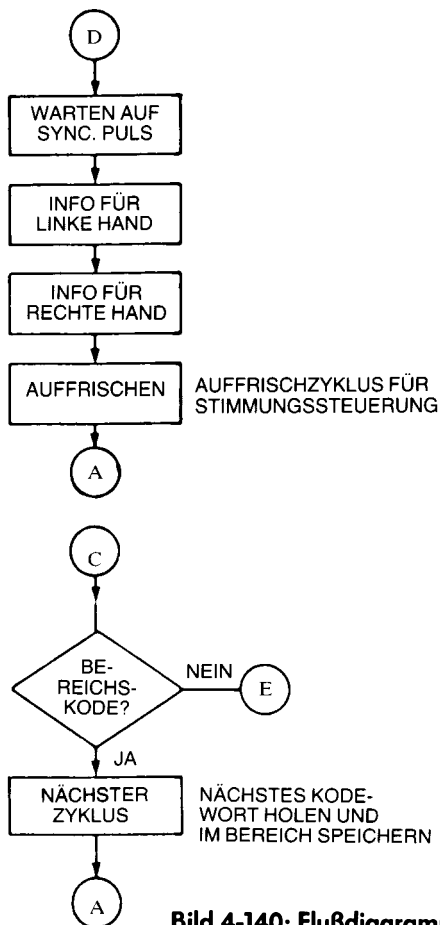 D
WARTEN AUF
SYNC. PULS
INFO FÜR
LINKE HAND
INFO FÜR
RECHTE HAND
AUFFRISCHEN
AUFFRISCHZYKLUS FÜR
STIMMUNGSSTEUERUNG
A
C
BE-
REICHS-
KODE?
NEIN
E
JA
NÄCHSTER
ZYKLUS
NÄCHSTES KODE-
WORT HOLEN UND
IM BEREICH SPEICHERN
A
Bild 4-140: Flußdiagram